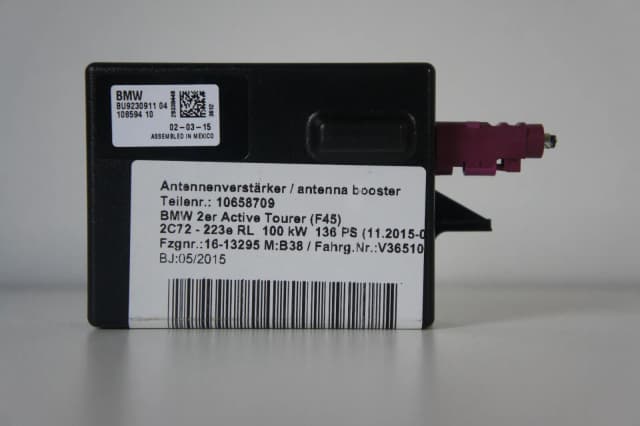 BMW
BU9230911 04
108594 10
02-03-15
ASSEMBLED IN MEXICO
Antennenverstärker / antenna booster
Teilenr.: 10658709
BMW 2er Active Tourer (F45)
2C72 - 223e RL 100 kW 136 PS (11.2015-0
Fzgnr.:16-13295 M:B38 / Fahrg.Nr.:V36510
BJ:05/2015